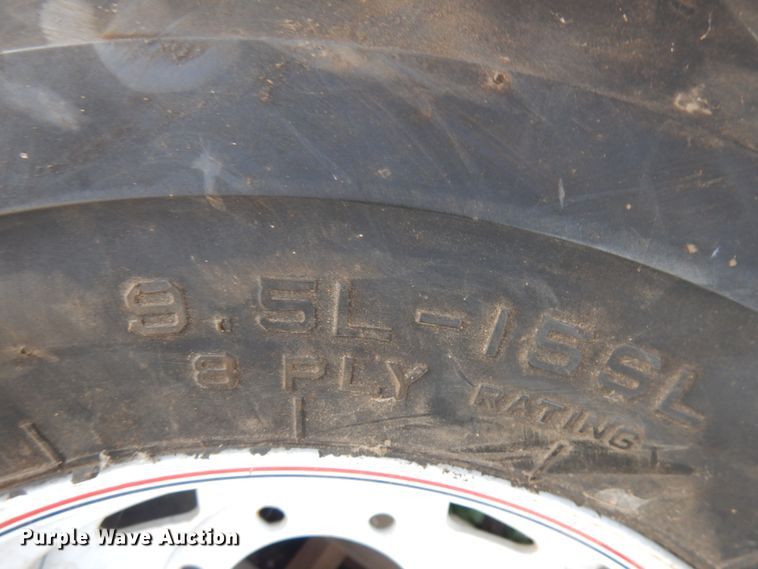 9.5L-15SL
8 PLY RATING
Purple Wave Auction